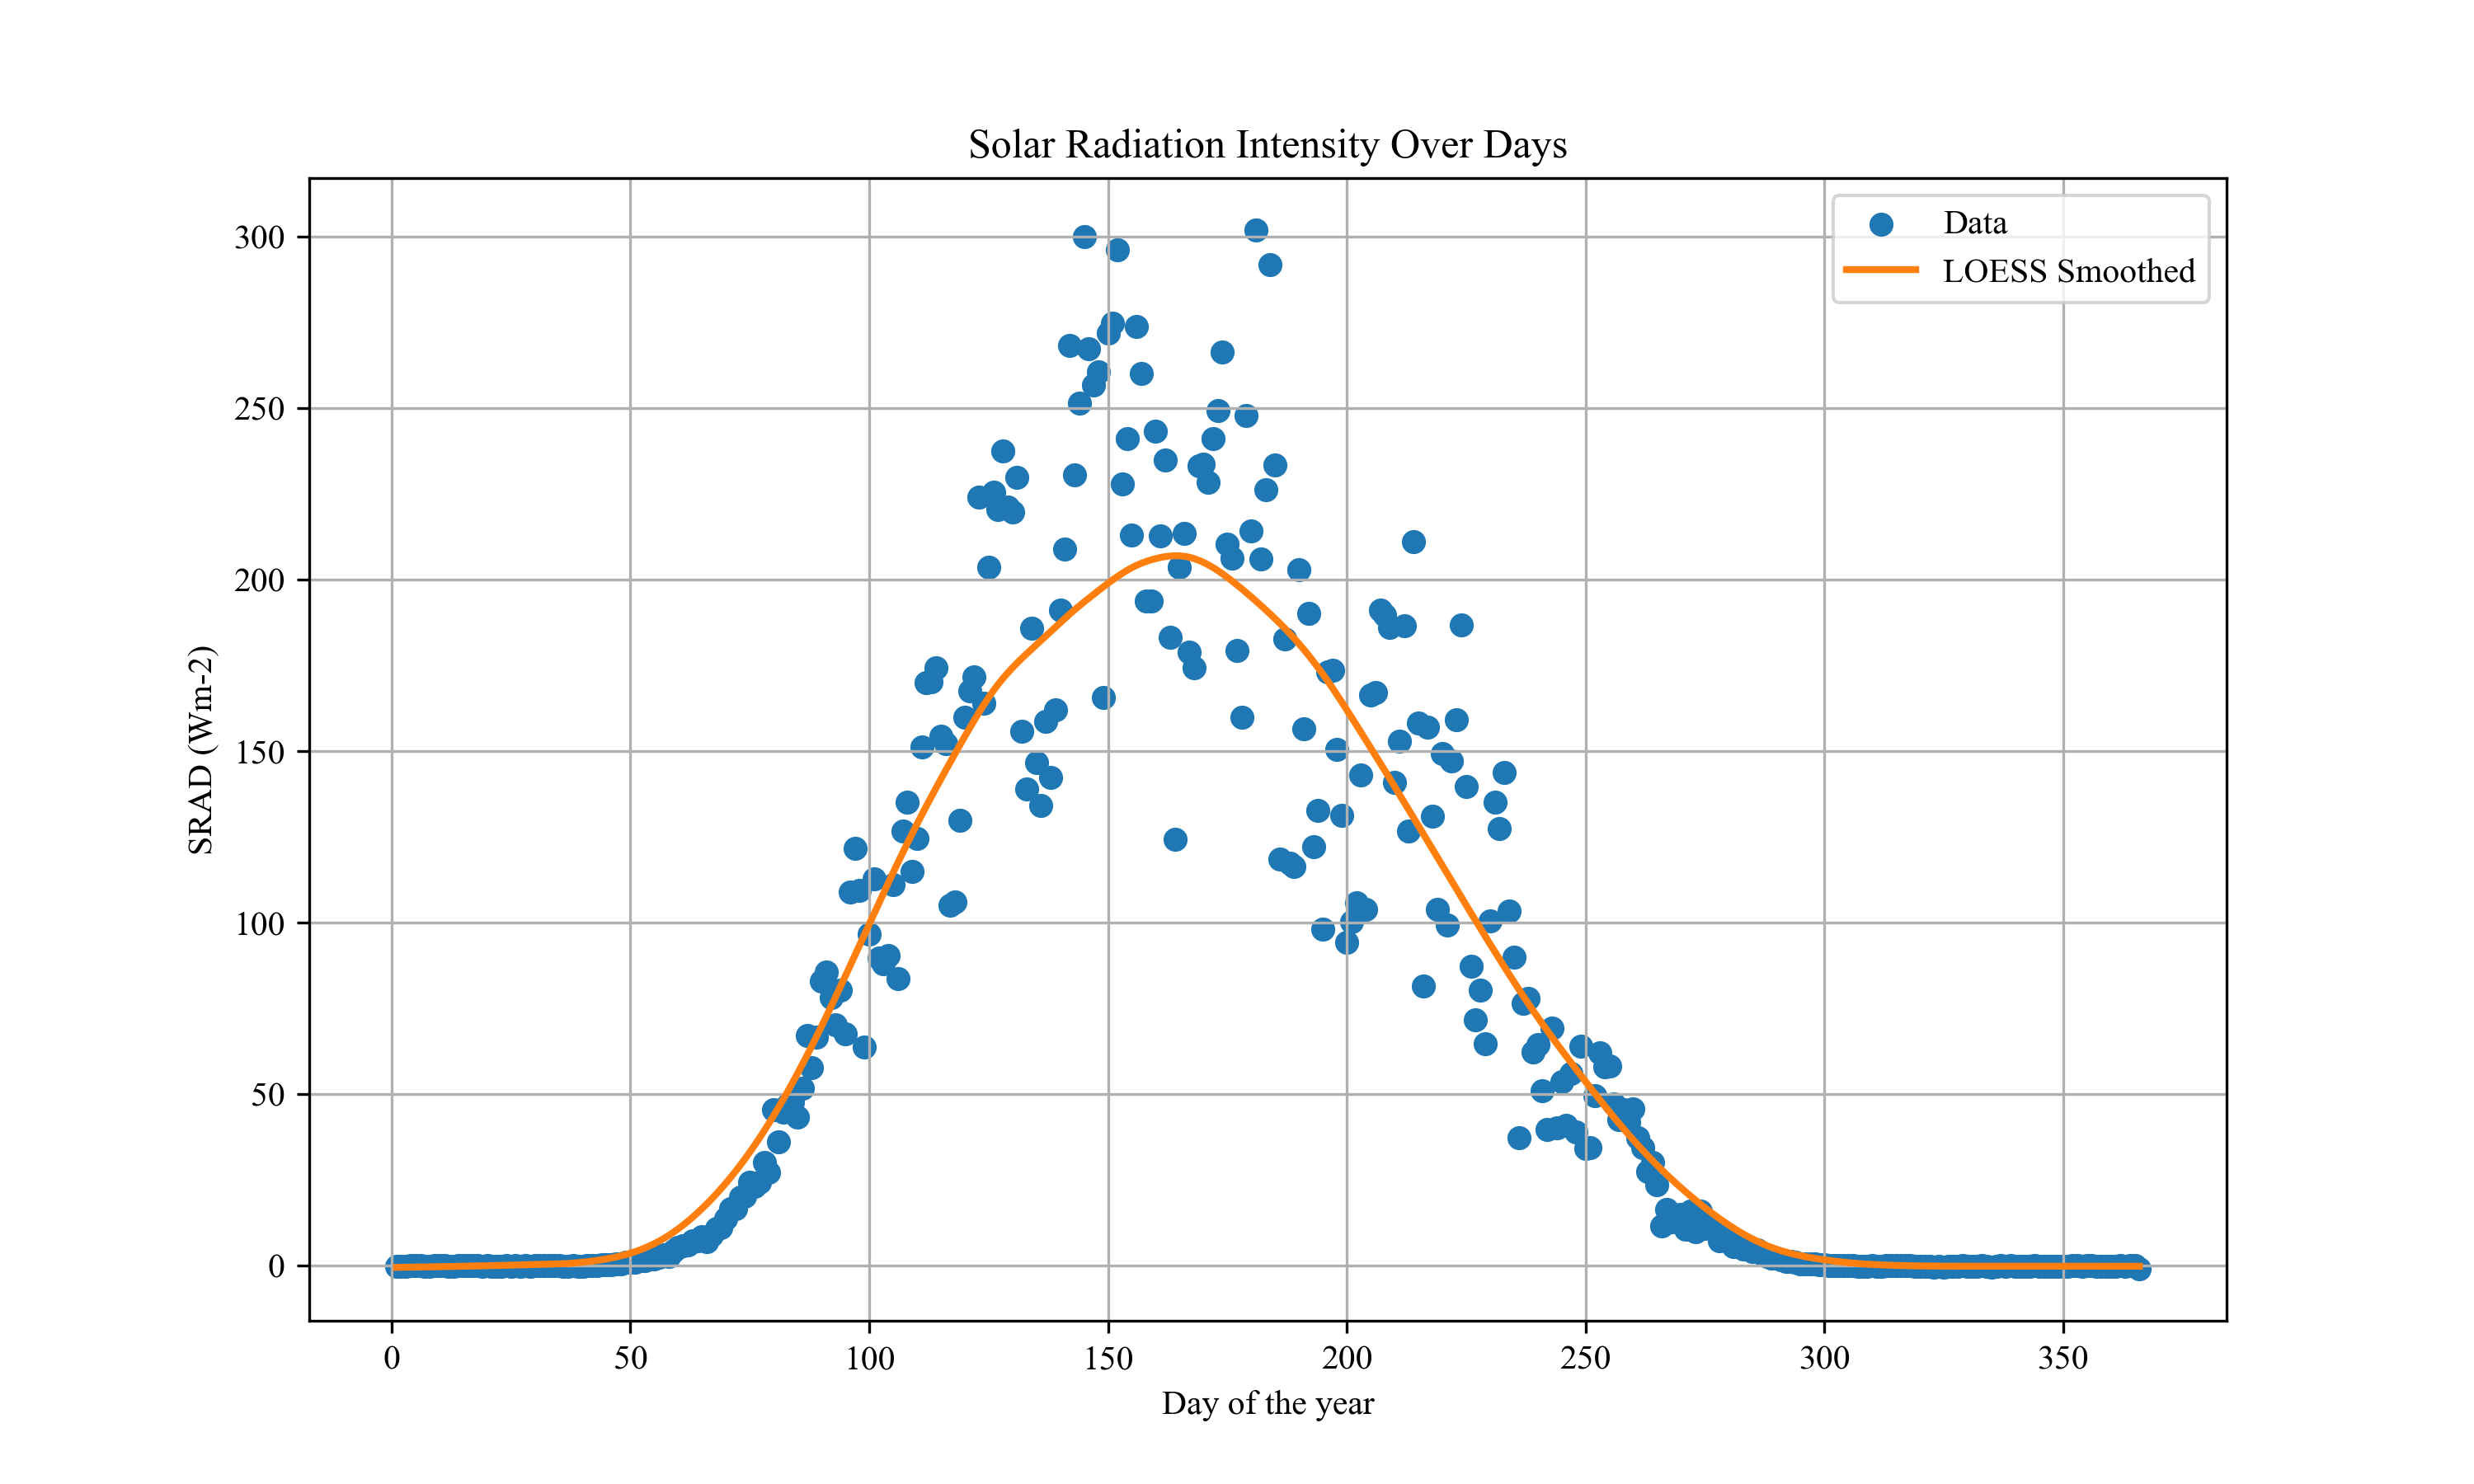 Solar Radiation Intensity Over Days
Data
LOESS Smoothed
300
250
200
150
100
50
0
SRAD (Wm-2)
0 50 100 150 200 250 300 350
Day of the year